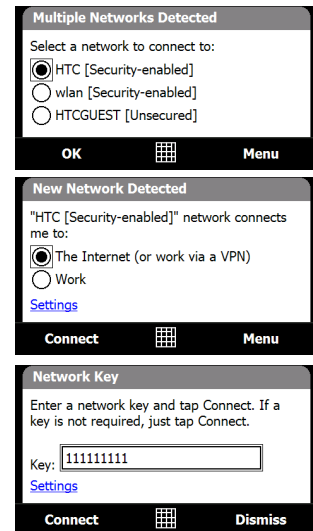 Multiple Networks Detected
Select a network to connect to:
HTC [Security-enabled]
wlan [Security-enabled]
HTCGUEST [Unsecured]
OK Menu
New Network Detected
"HTC [Security-enabled]" network connects
me to:
The Internet (or work via a VPN)
Work
Settings
Connect Menu
Network Key
Enter a network key and tap Connect. If a
key is not required, just tap Connect.
Key: 111111111
Settings
Connect Dismiss